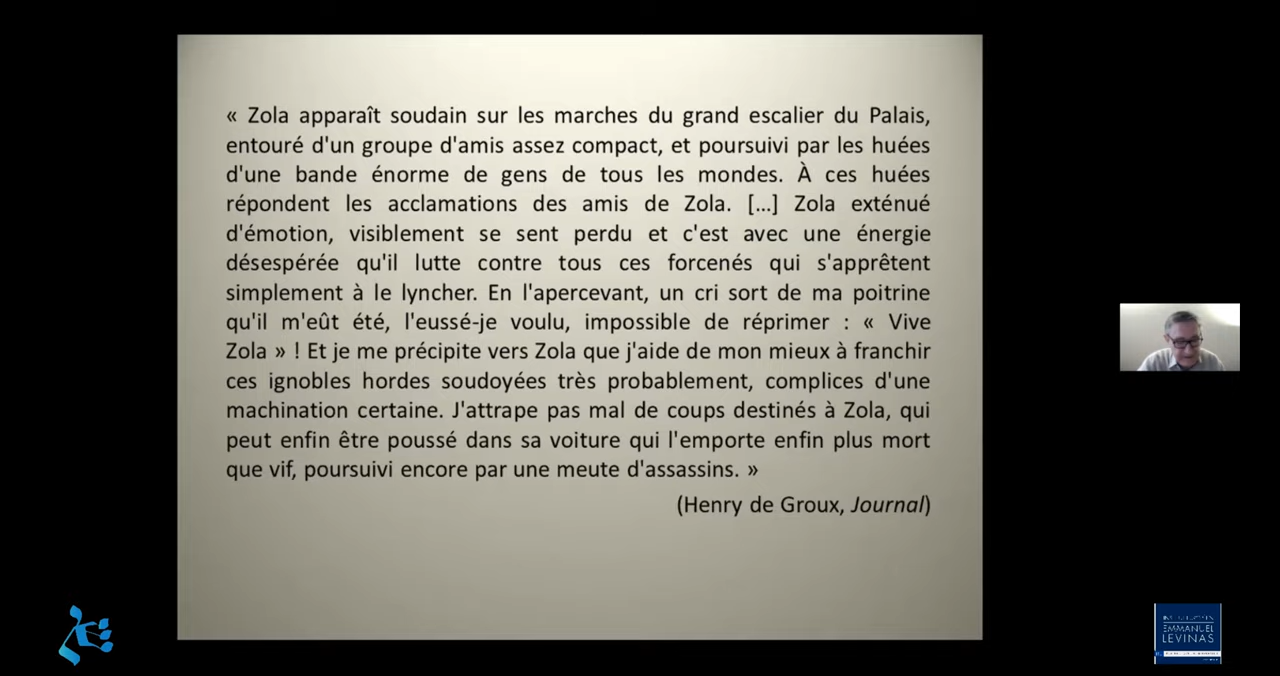 « Zola apparaît soudain sur les marches du grand escalier du Palais,
entouré d'un groupe d'amis assez compact, et poursuivi par les huées
d'une bande énorme de gens de tous les mondes. À ces huées
répondent les acclamations des amis de Zola. […] Zola exténué
d'émotion, visiblement se sent perdu et c'est avec une énergie
désespérée qu'il lutte contre tous ces forcenés qui s'apprêtent
simplement à le lyncher. En l'apercevant, un cri sort de ma poitrine
qu'il m'eût été, l'eussé-je voulu, impossible de réprimer : « Vive
Zola » ! Et je me précipite vers Zola que j'aide de mon mieux à franchir
ces ignobles hordes soudoyées très probablement, complices d'une
machination certaine. J'attrape pas mal de coups destinés à Zola, qui
peut enfin être poussé dans sa voiture qui l'emporte enfin plus mort
que vif, poursuivi encore par une meute d'assassins. »
(Henry de Groux, Journal)
EMMANUEL
LEVINAS